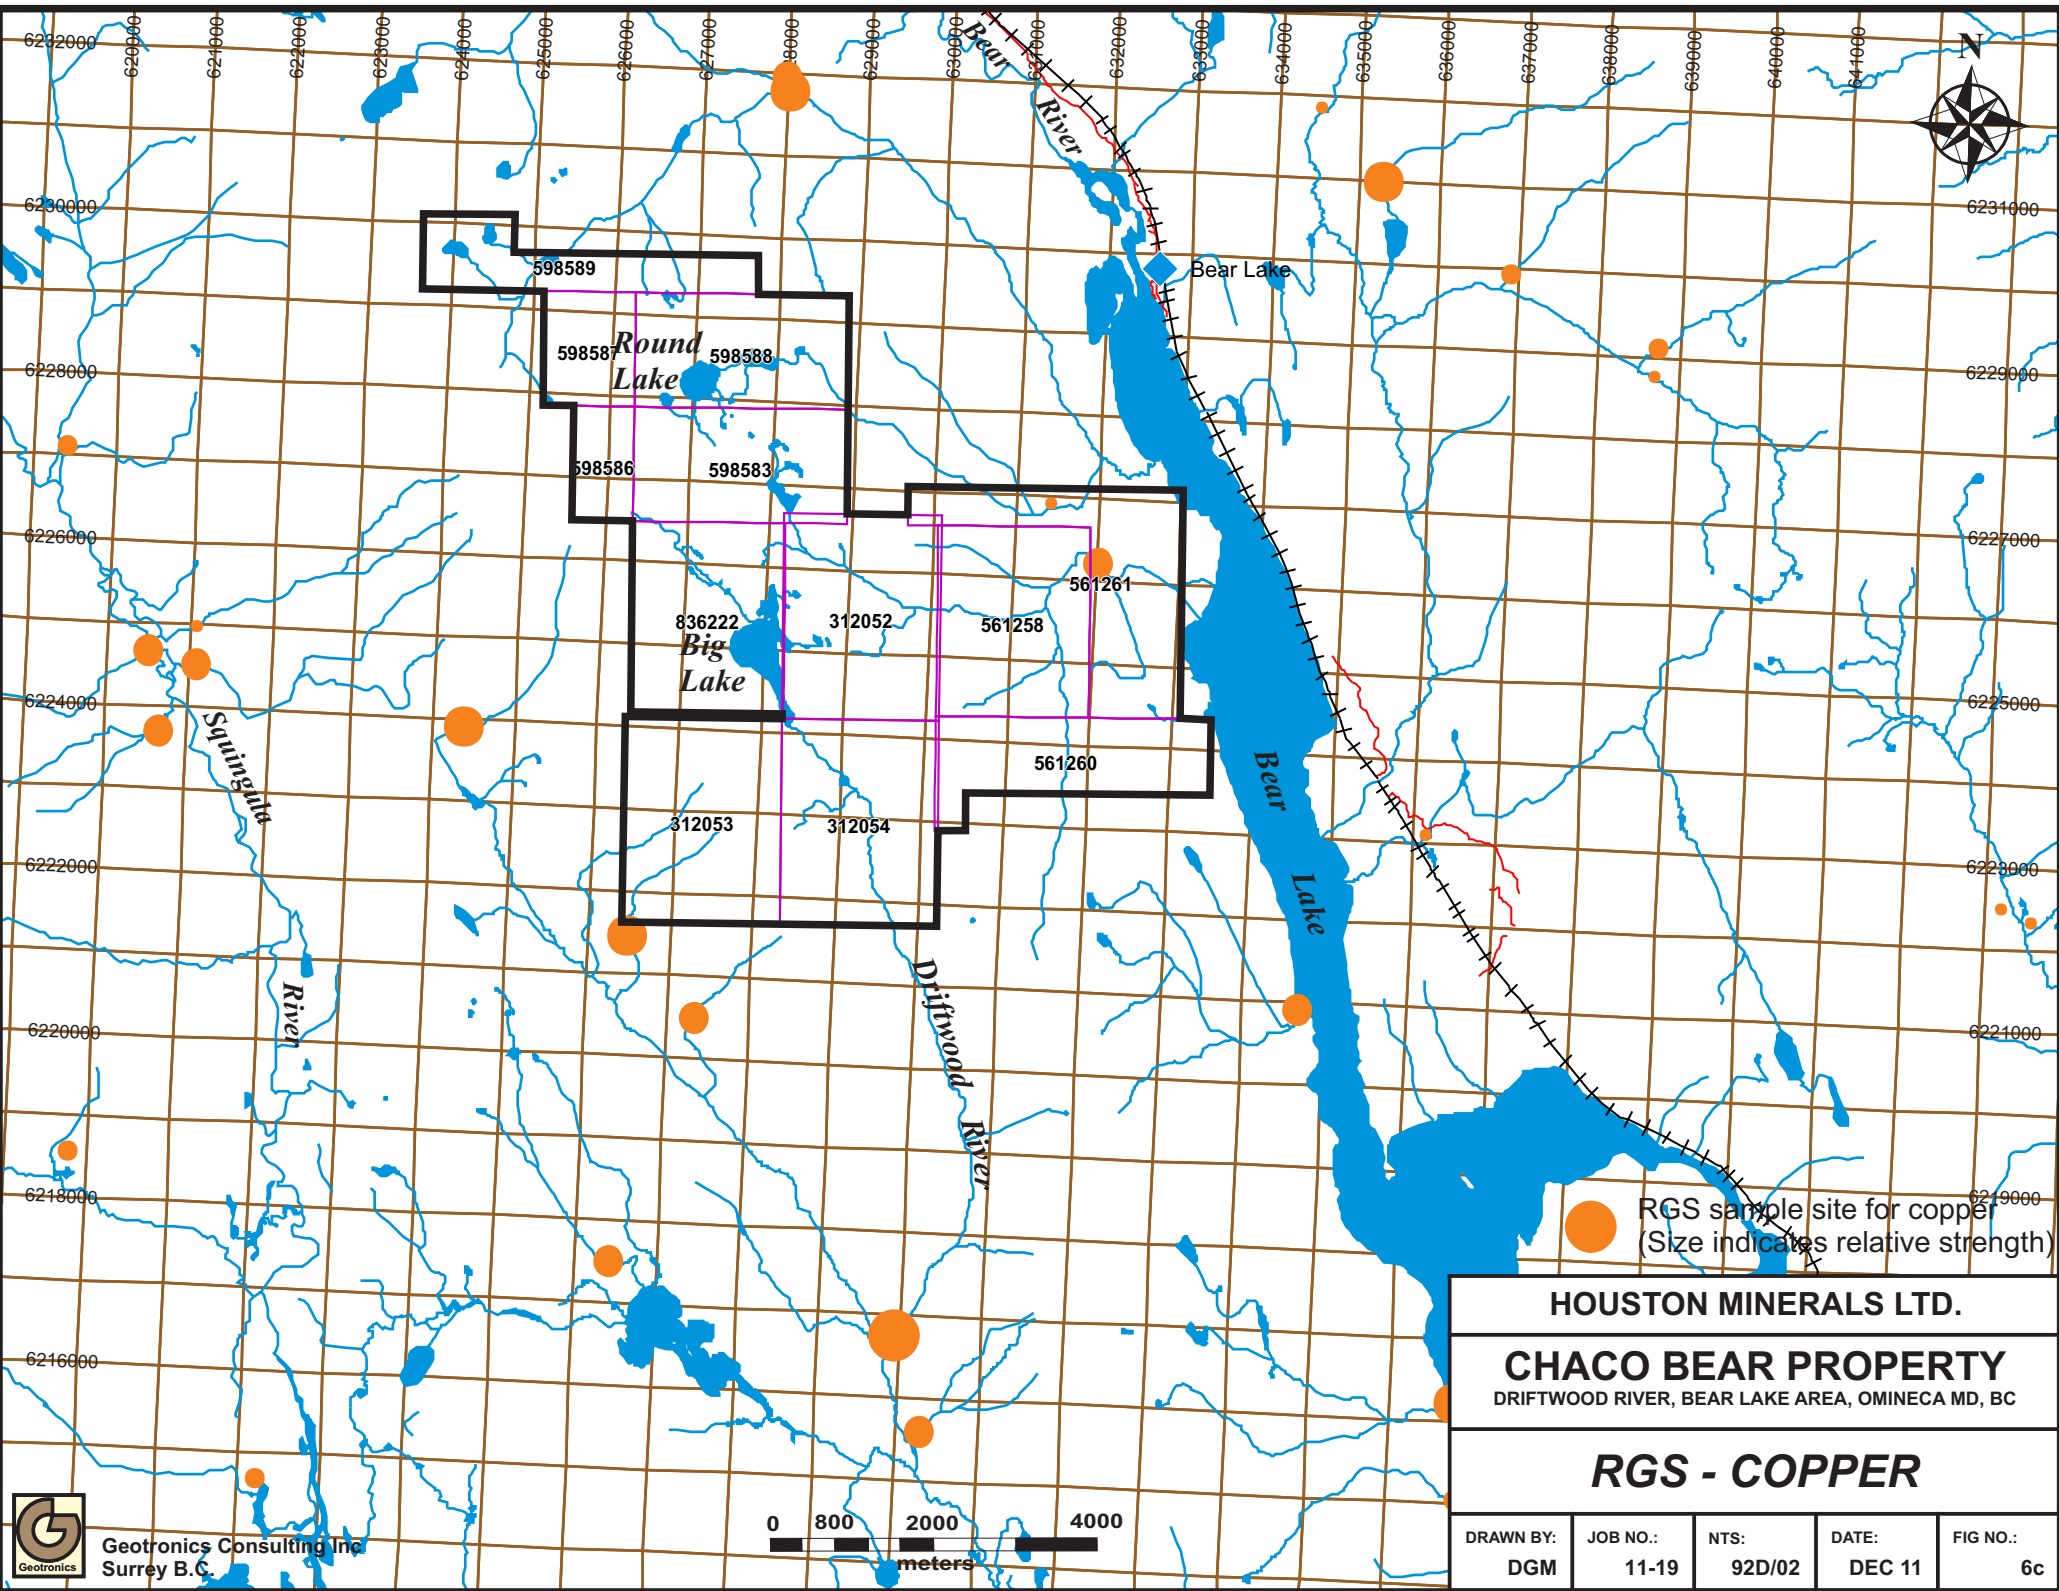 620000
621000
622000
623000
624000
625000
626000
627000
628000
629000
630000
631000
632000
633000
634000
635000
636000
637000
638000
639000
640000
641000
N
6232000
6230000
6228000
6226000
6224000
6222000
6220000
6218000
6216000
6231000
6229000
6227000
6225000
6223000
6221000
6219000
Bear
River
Bear Lake
598589
598587
Round
Lake
598588
598586
598583
836222
Big
Lake
312052
561258
561261
561260
312053
312054
Squingula
River
Driftwood
River
Bear
Lake
RGS sample site for copper
(Size indicates relative strength)
HOUSTON MINERALS LTD.
CHACO BEAR PROPERTY
DRIFTWOOD RIVER, BEAR LAKE AREA, OMINECA MD, BC
RGS - COPPER
DRAWN BY: JOB NO.: NTS: DATE: FIG NO.:
DGM 11-19 92D/02 DEC 11 6c
0 800 2000 4000
meters
Geotronics
Geotronics Consulting Inc
Surrey B.C.